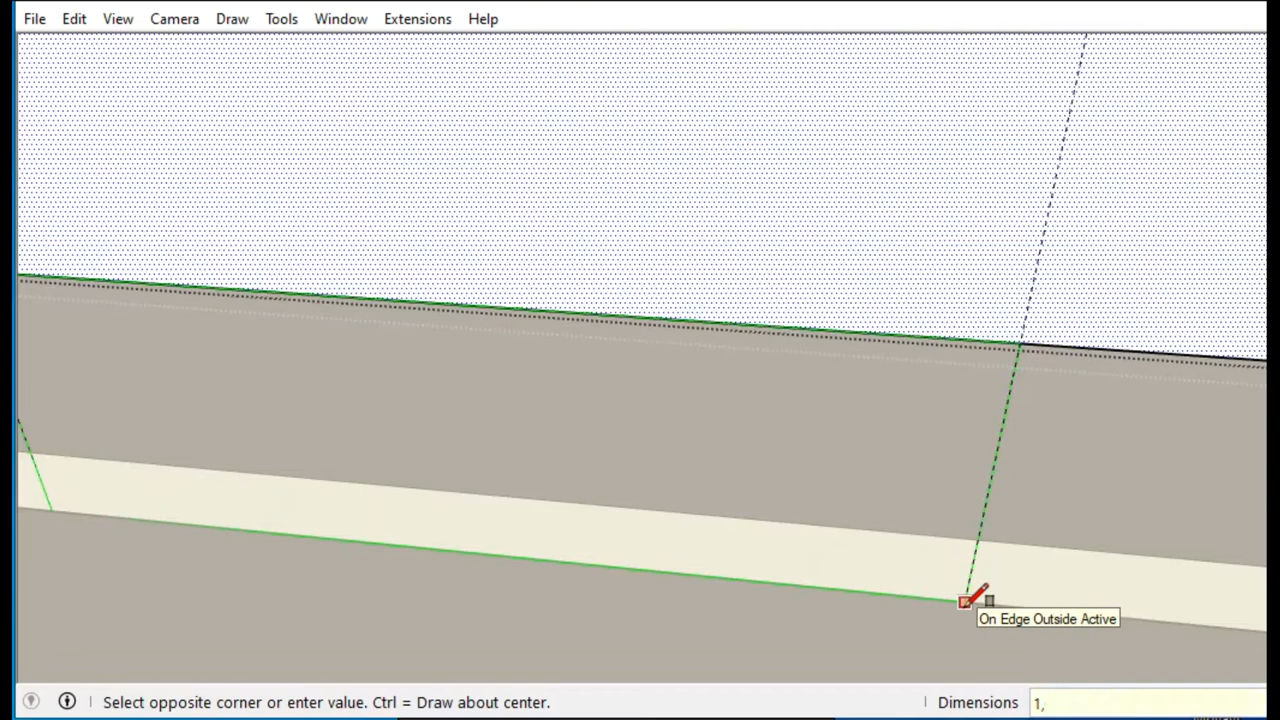 File Edit View Camera Draw Tools Window Extensions Help
On Edge Outside Active
Select opposite corner or enter value. Ctrl = Draw about center. Dimensions 1,